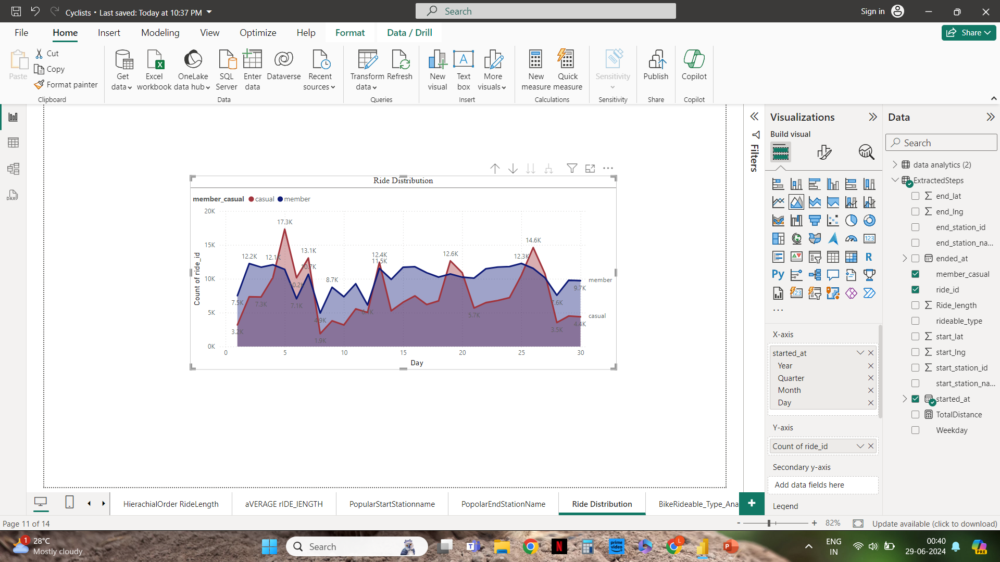 Cyclists • Last saved: Today at 10:37 PM
Search
Sign in
File
Home
Insert
Modeling
View
Optimize
Help
Format
Data / Drill
Share
Paste
Cut
Copy
Format painter
Clipboard
Get data
Excel workbook
OneLake data hub
SQL Server
Enter data
Dataverse
Recent sources
Data
Transform data
Refresh
Queries
New visual
Text box
More visuals
Insert
New measure
Quick measure
Calculations
Sensitivity
Sensitivity
Publish
Share
Copilot
Copilot
Ride Distribution
member_casual casual member
Count of ride_id
20K
15K
10K
5K
0K
17.3K
14.6K
13.1K
12.2K
12.1K
12.4K
12.6K
12.3K
11.5K
10.7K
10.2K
8.7K
7.5K
7.3K
7.1K
4.9K
3.2K
1.9K
5.7K
7.6K
9.7K
3.5K
4.4K
member
casual
0 5 10 15 20 25 30
Day
Filters
Visualizations
Build visual
123
R
Py
123
X-axis
started_at
Year
Quarter
Month
Day
Y-axis
Count of ride_id
Secondary y-axis
Add data fields here
Legend
Data
Search
data analytics (2)
ExtractedSteps
end_lat
end_lng
end_station_id
end_station_na...
ended_at
member_casual
ride_id
Ride_length
rideable_type
start_lat
start_lng
start_station_id
start_station_na...
started_at
TotalDistance
Weekday
HierachialOrder RideLength
aVERAGE rIDE_lENGTH
PopularStartStationname
PopolarEndStationName
Ride Distribution
BikeRideable_Type_Ana
Page 11 of 14
- + 82%
Update available (click to download)
1
28°C
Mostly cloudy
Search
prime video
L
ENG
IN
00:40
29-06-2024
PRE